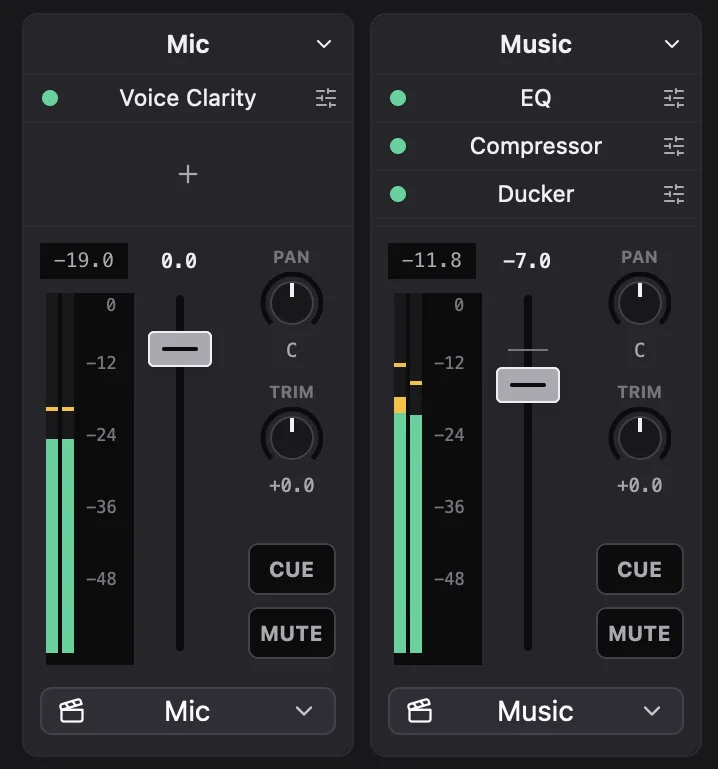 Mic
Voice Clarity
+
-19.0
0.0
PAN
0
-12
-24
-36
-48
C
TRIM
+0.0
CUE
MUTE
Mic
Music
EQ
Compressor
Ducker
-11.8
-7.0
PAN
0
-12
-24
-36
-48
C
TRIM
+0.0
CUE
MUTE
Music